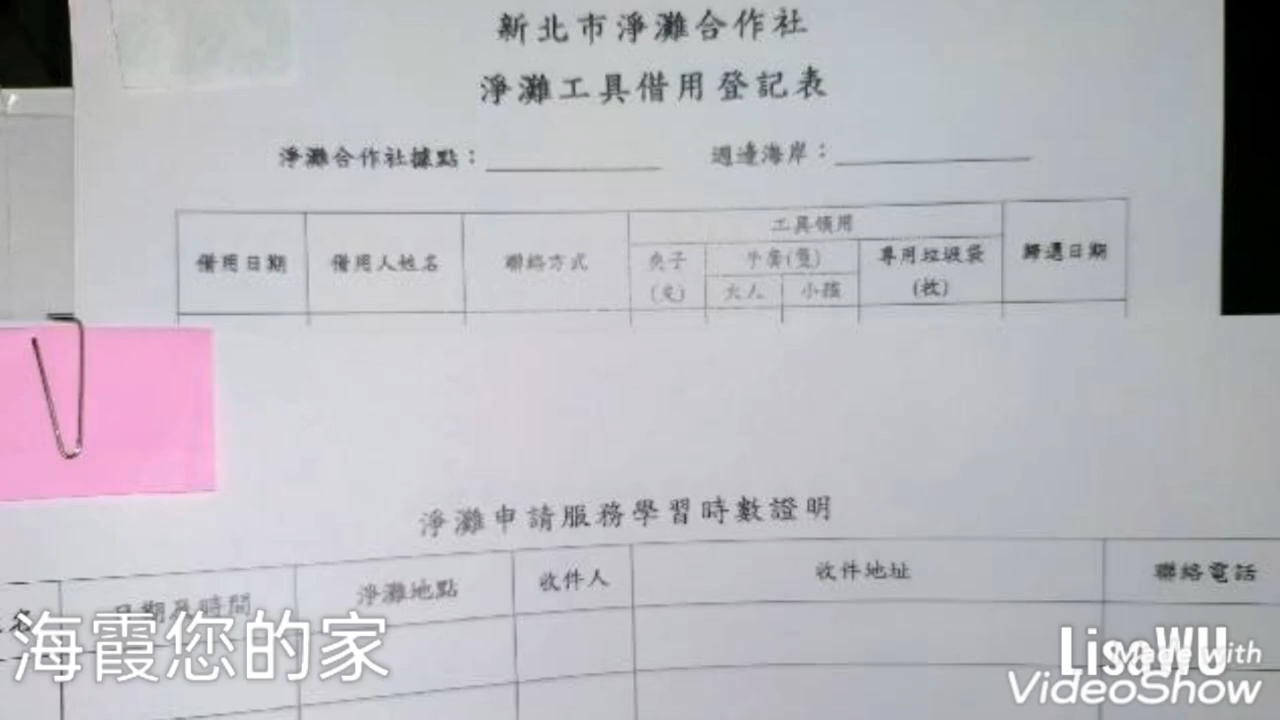 新北市淨灘合作社
淨灘工具借用登記表
淨灘合作社據點：
週邊海岸：
借用日期
借用人姓名
聯絡方式
工具領用
夾子
(支)
手套(隻)
大人
小孩
專用垃圾袋
(枚)
歸還日期
淨灘申請服務學習時數證明
名
日期及時間
淨灘地點
收件人
收件地址
聯絡電話
海霞您的家
LisaWU
Made with
VideoShow